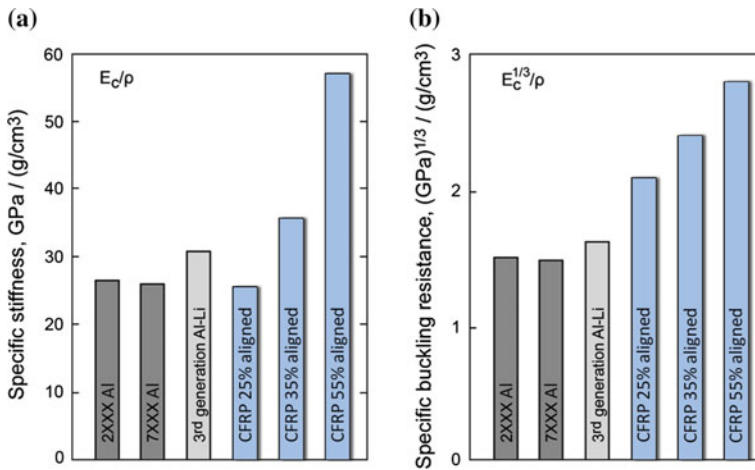 (a)
Specific stiffness, GPa / (g/cm³)
60
50
40
30
20
10
0
E_C/ρ
2XXX Al
7XXX Al
3rd generation Al-Li
CFRP 25% aligned
CFRP 35% aligned
CFRP 55% aligned
(b)
Specific buckling resistance, (GPa)^1/3 / (g/cm3)
3
2
1
0
E_C^1/3/ρ
2XXX Al
7XXX Al
3rd generation Al-Li
CFRP 25% aligned
CFRP 35% aligned
CFRP 55% aligned